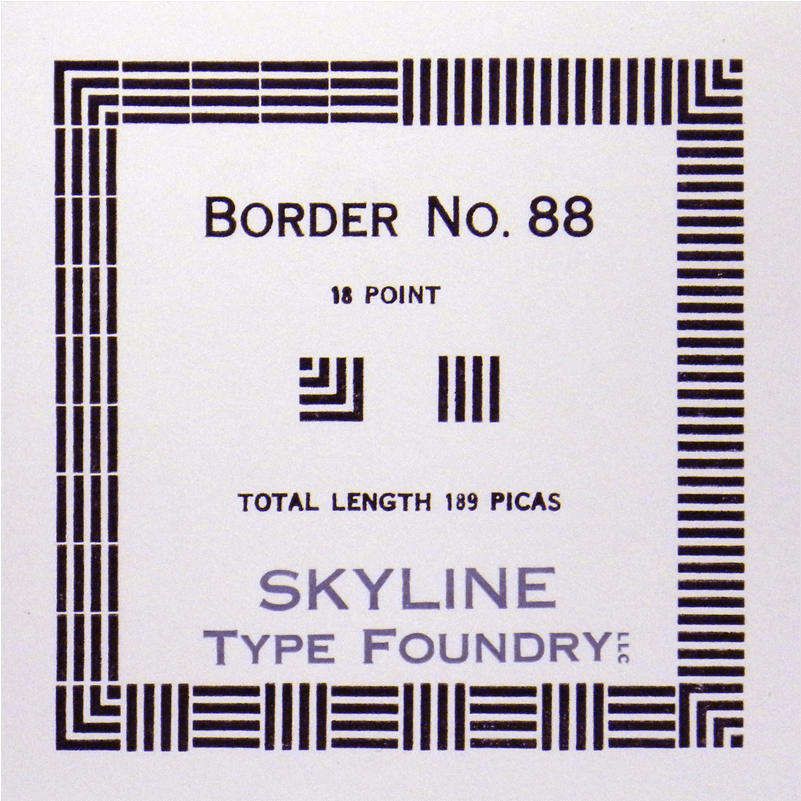 BORDER NO. 88
18 POINT
TOTAL LENGTH 189 PICAS
SKYLINE
TYPE FOUNDRY LLC